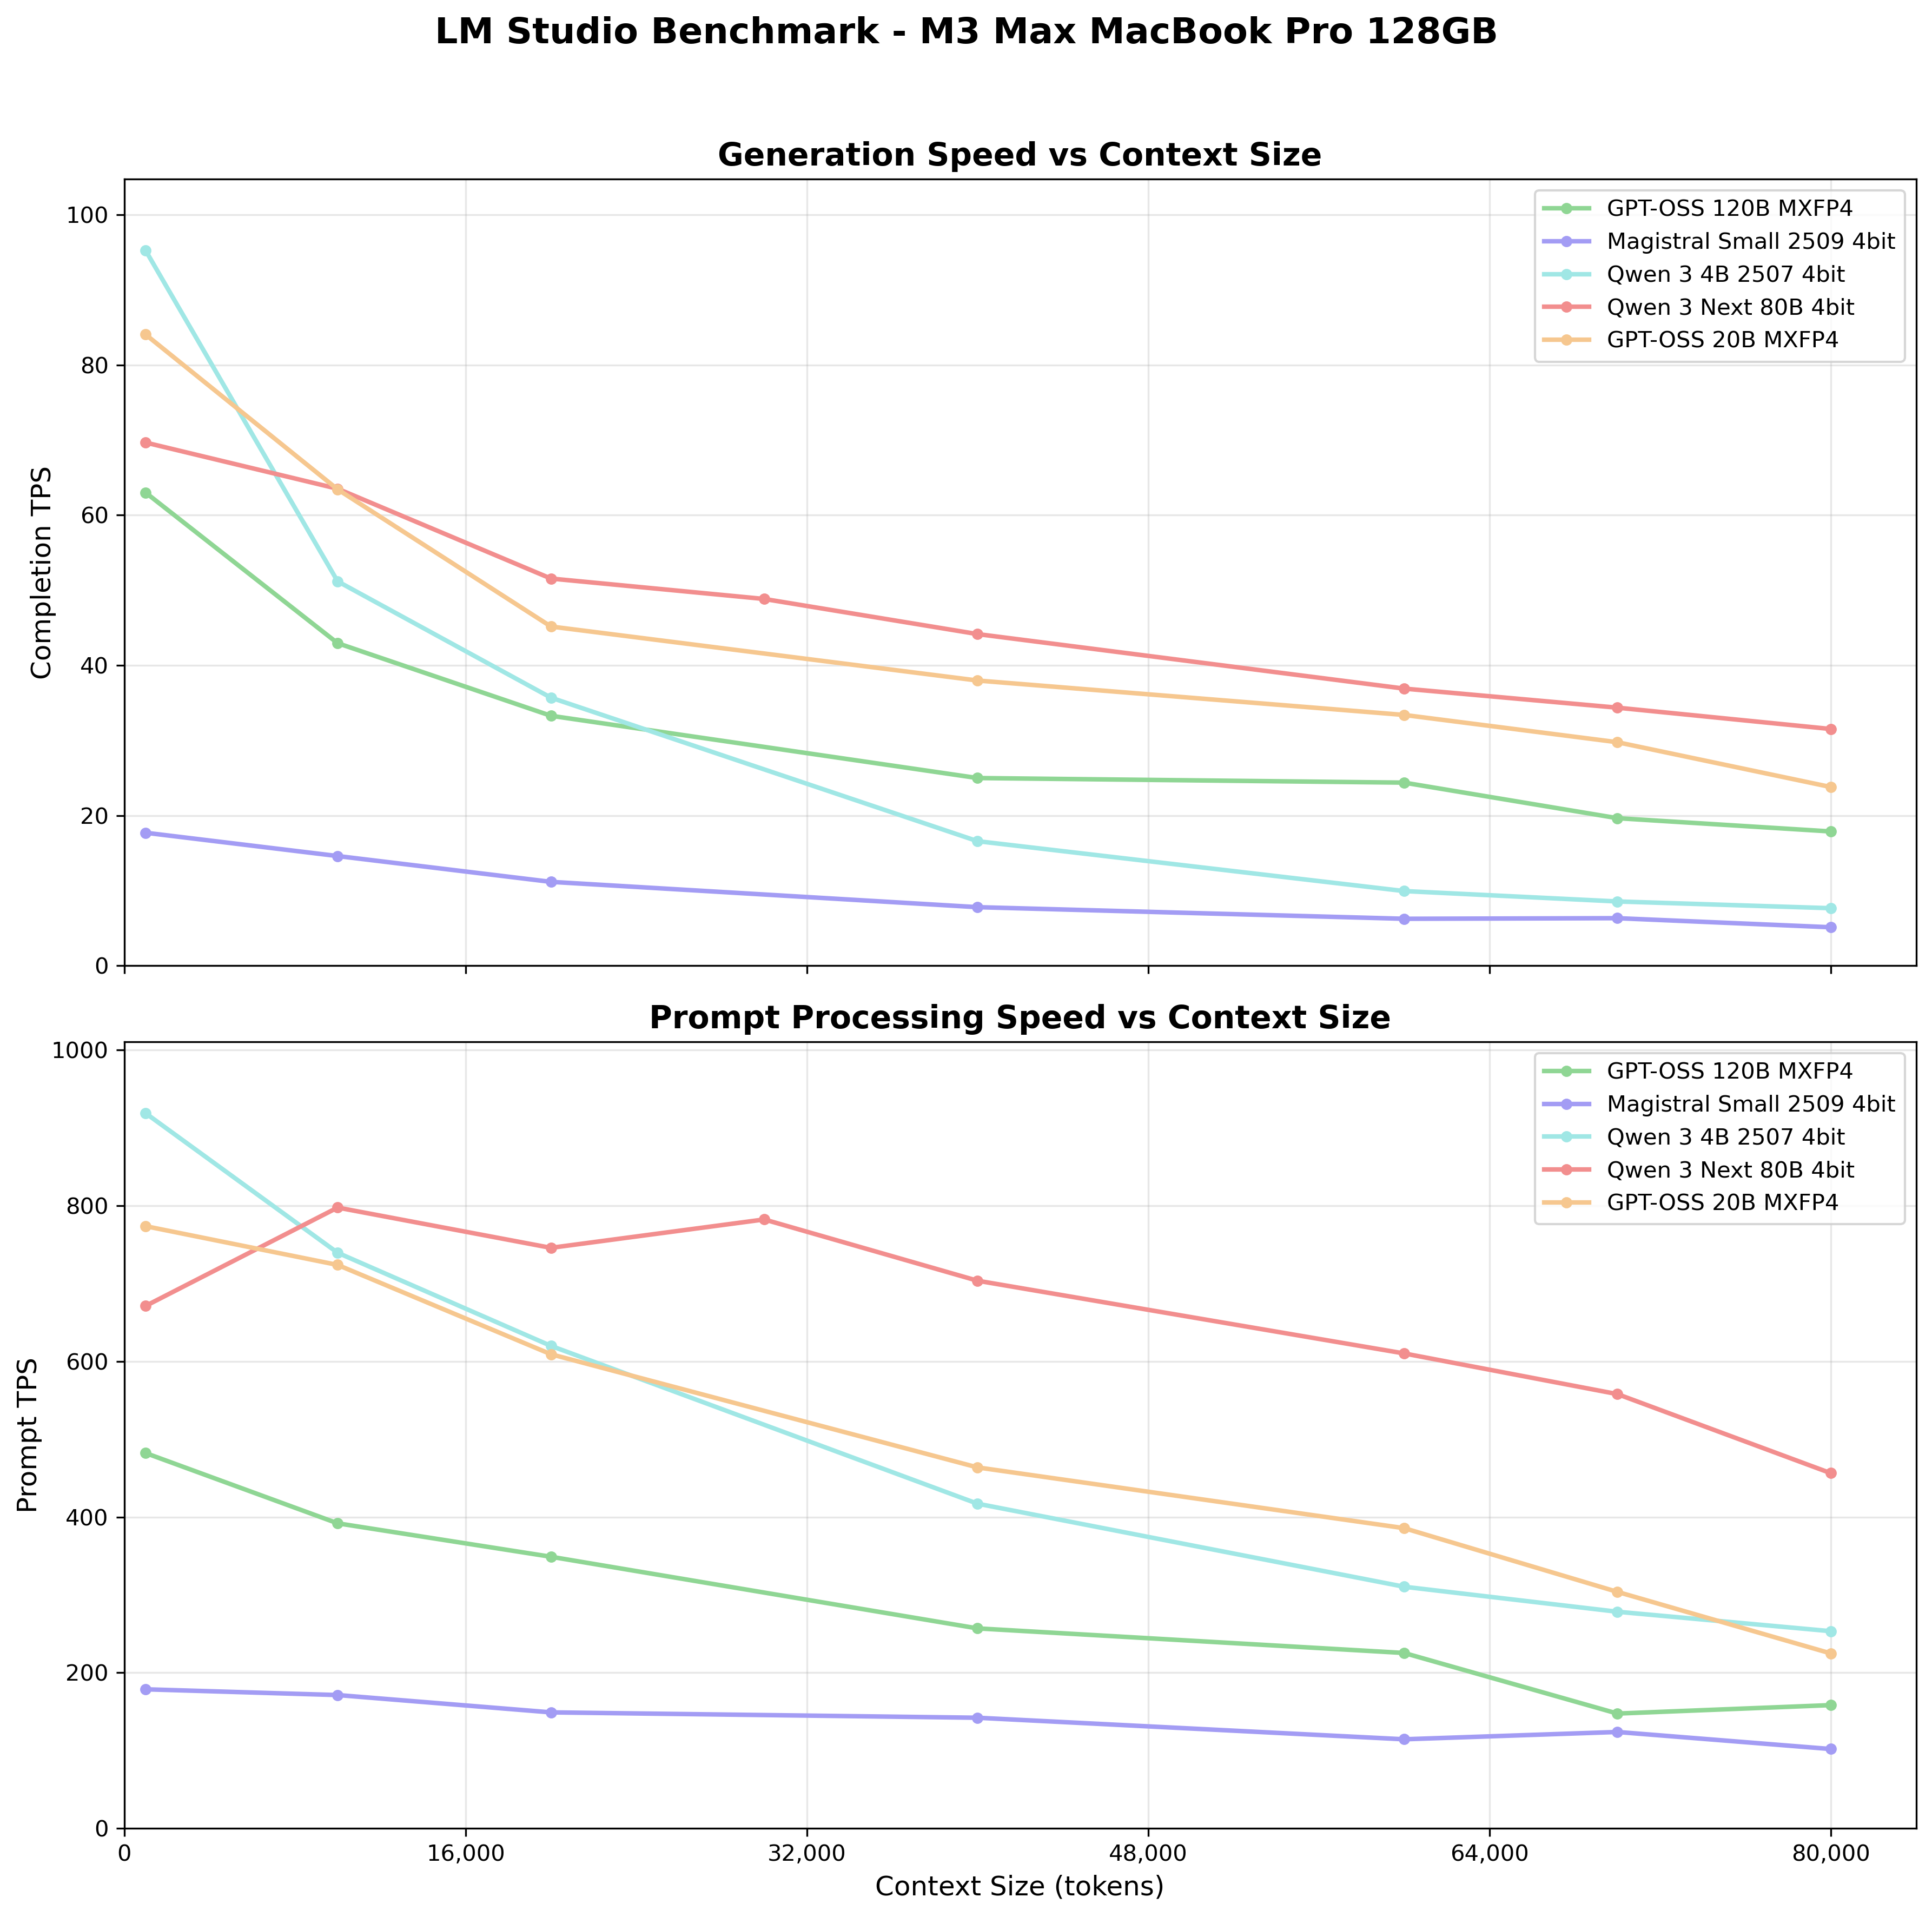 LM Studio Benchmark - M3 Max MacBook Pro 128GB
Generation Speed vs Context Size
100
80
60
40
20
0
Completion TPS
GPT-OSS 120B MXFP4
Magistral Small 2509 4bit
Qwen 3 4B 2507 4bit
Qwen 3 Next 80B 4bit
GPT-OSS 20B MXFP4
Prompt Processing Speed vs Context Size
1000
800
600
400
200
0
Prompt TPS
GPT-OSS 120B MXFP4
Magistral Small 2509 4bit
Qwen 3 4B 2507 4bit
Qwen 3 Next 80B 4bit
GPT-OSS 20B MXFP4
0 16,000 32,000 48,000 64,000 80,000
Context Size (tokens)